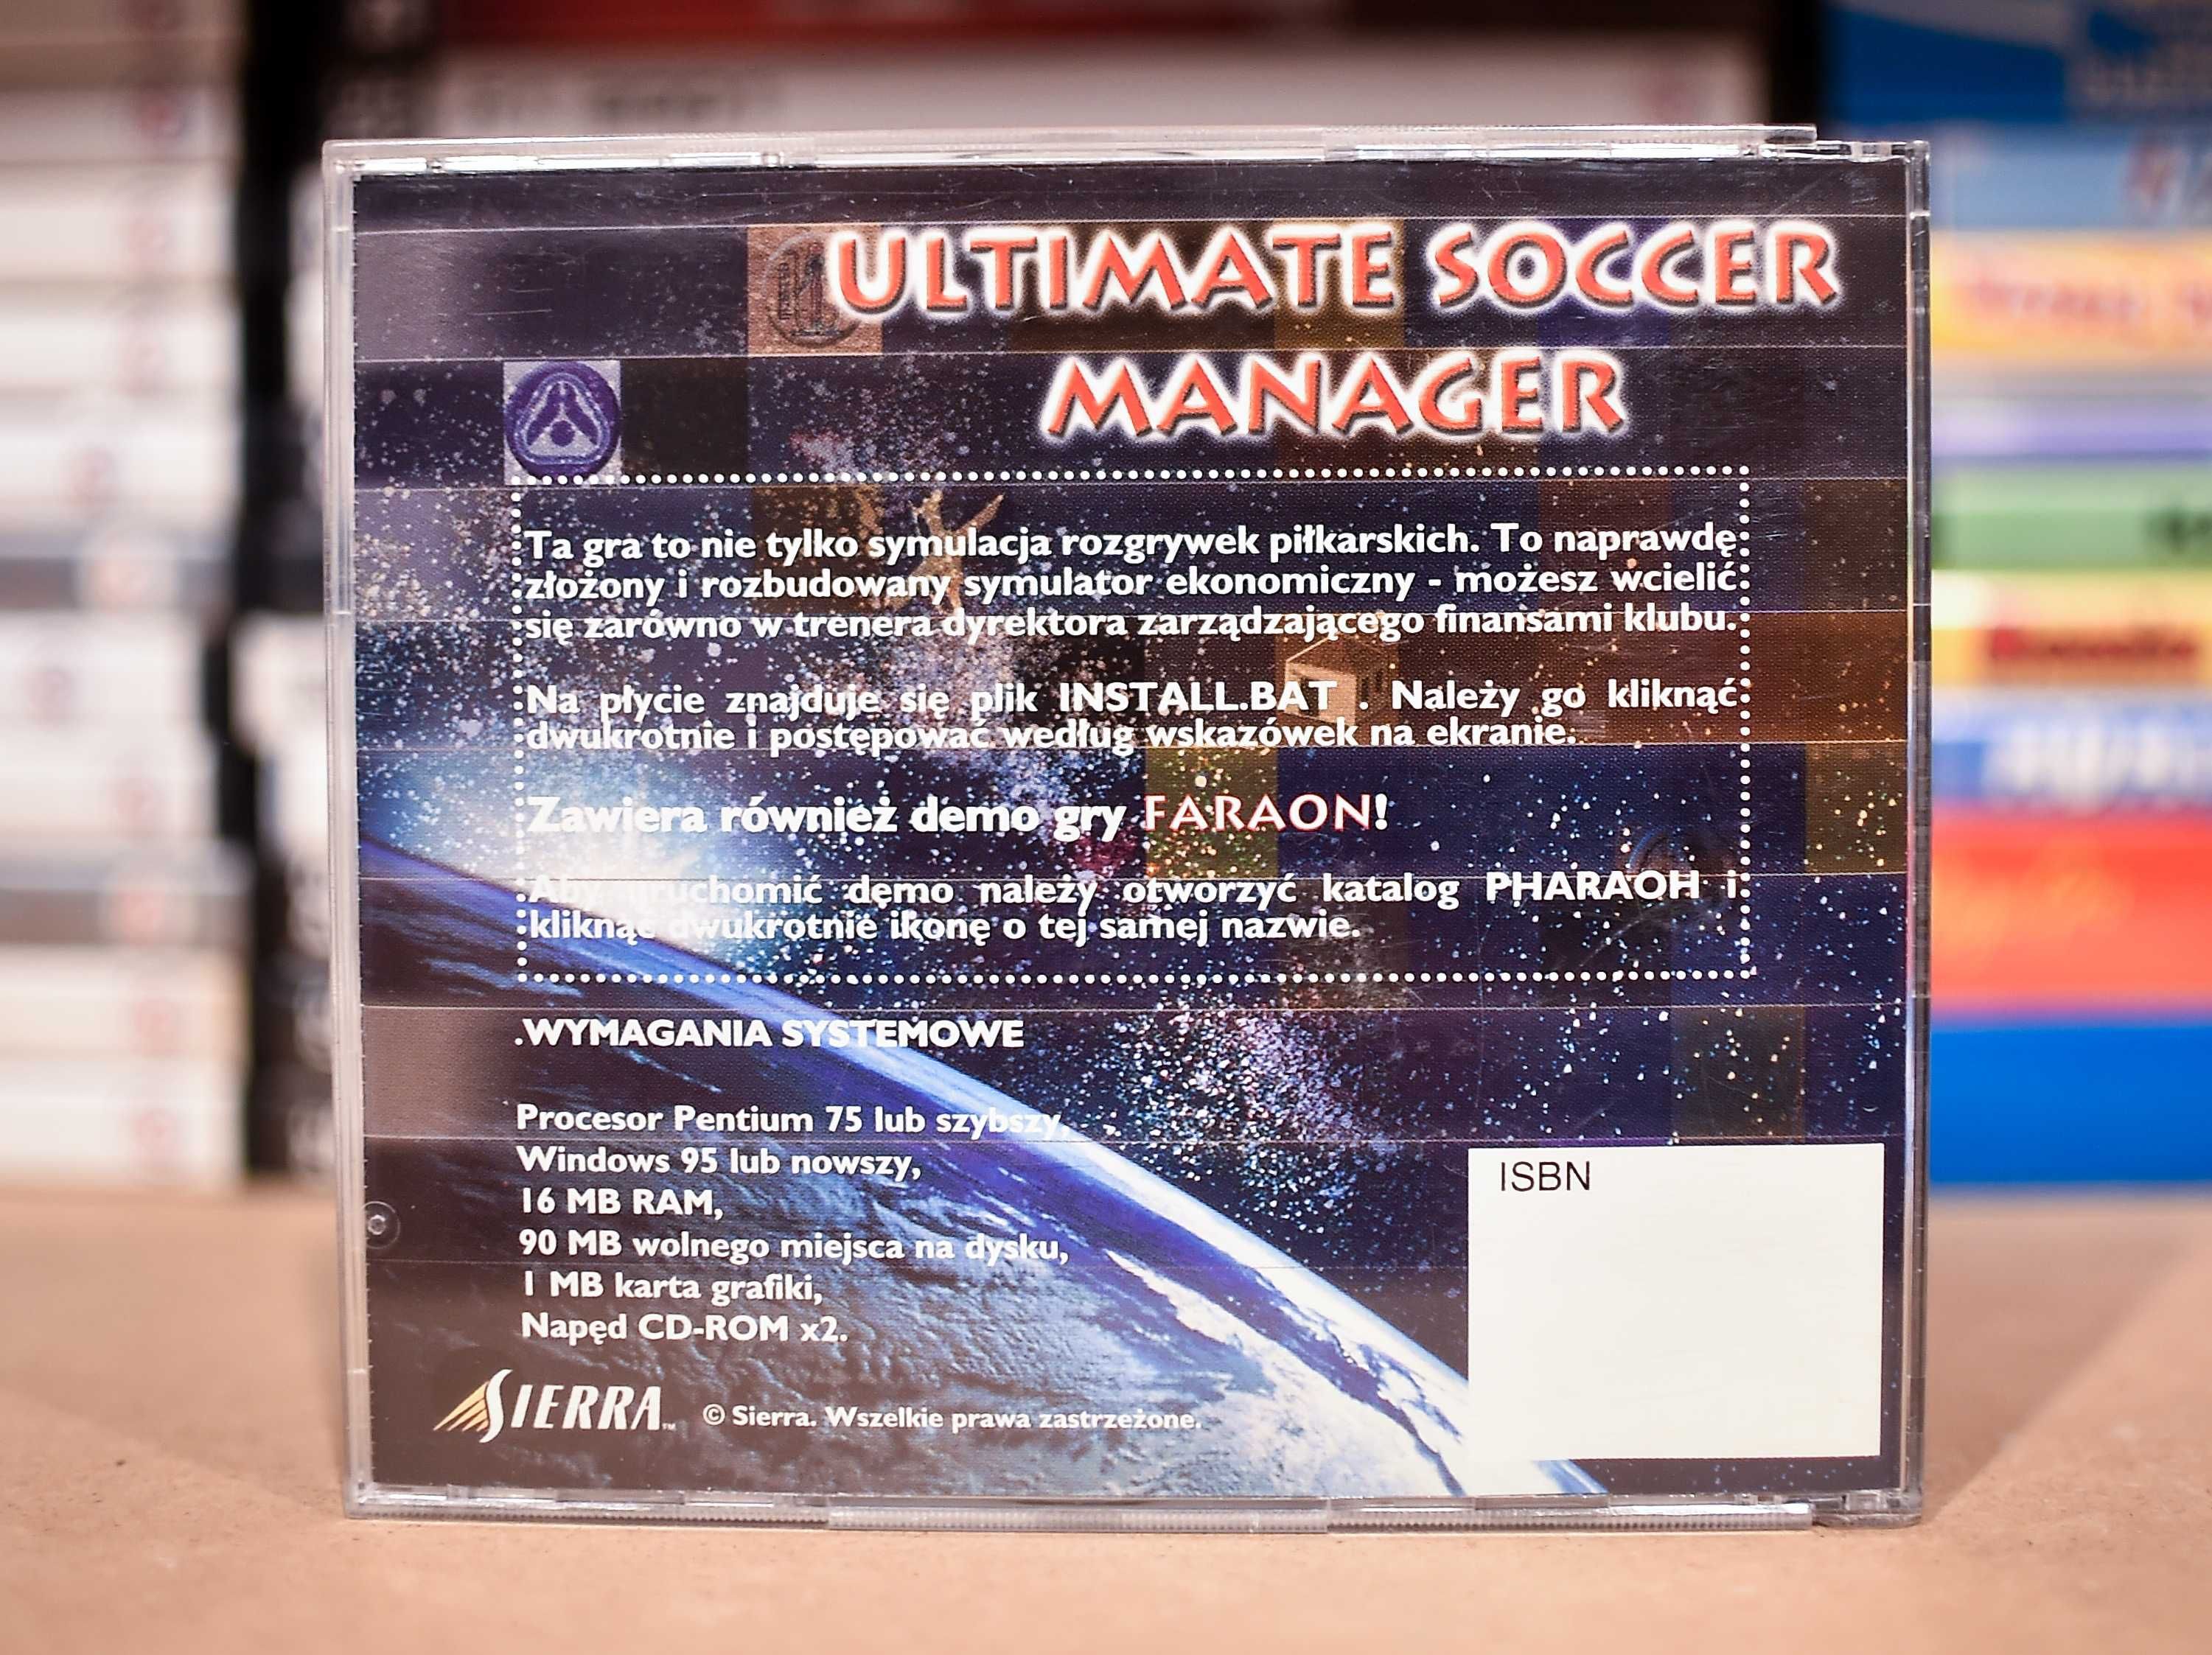 ULTIMATE SOCCER
MANAGER
Ta gra to nie tylko symulacja rozgrywek piłkarskich. To naprawdę
złożony i rozbudowany symulator ekonomiczny - możesz wcielić
się zarówno w trenera dyrektora zarządzającego finansami klubu.
Na płycie znajduje się plik INSTALL.BAT . Należy go kliknąć
dwukrotnie i postępować według wskazówek na ekranie.
Zawiera również demo gry FARAON!
Aby uruchomić demo należy otworzyć katalog PHARAOH i
kliknąć dwukrotnie ikonę o tej samej nazwie.
.WYMAGANIA SYSTEMOWE
Procesor Pentium 75 lub szybszy,
Windows 95 lub nowszy,
16 MB RAM,
90 MB wolnego miejsca na dysku,
1 MB karta grafiki,
Napęd CD-ROM x2.
ISBN
SIERRA™ © Sierra. Wszelkie prawa zastrzeżone.